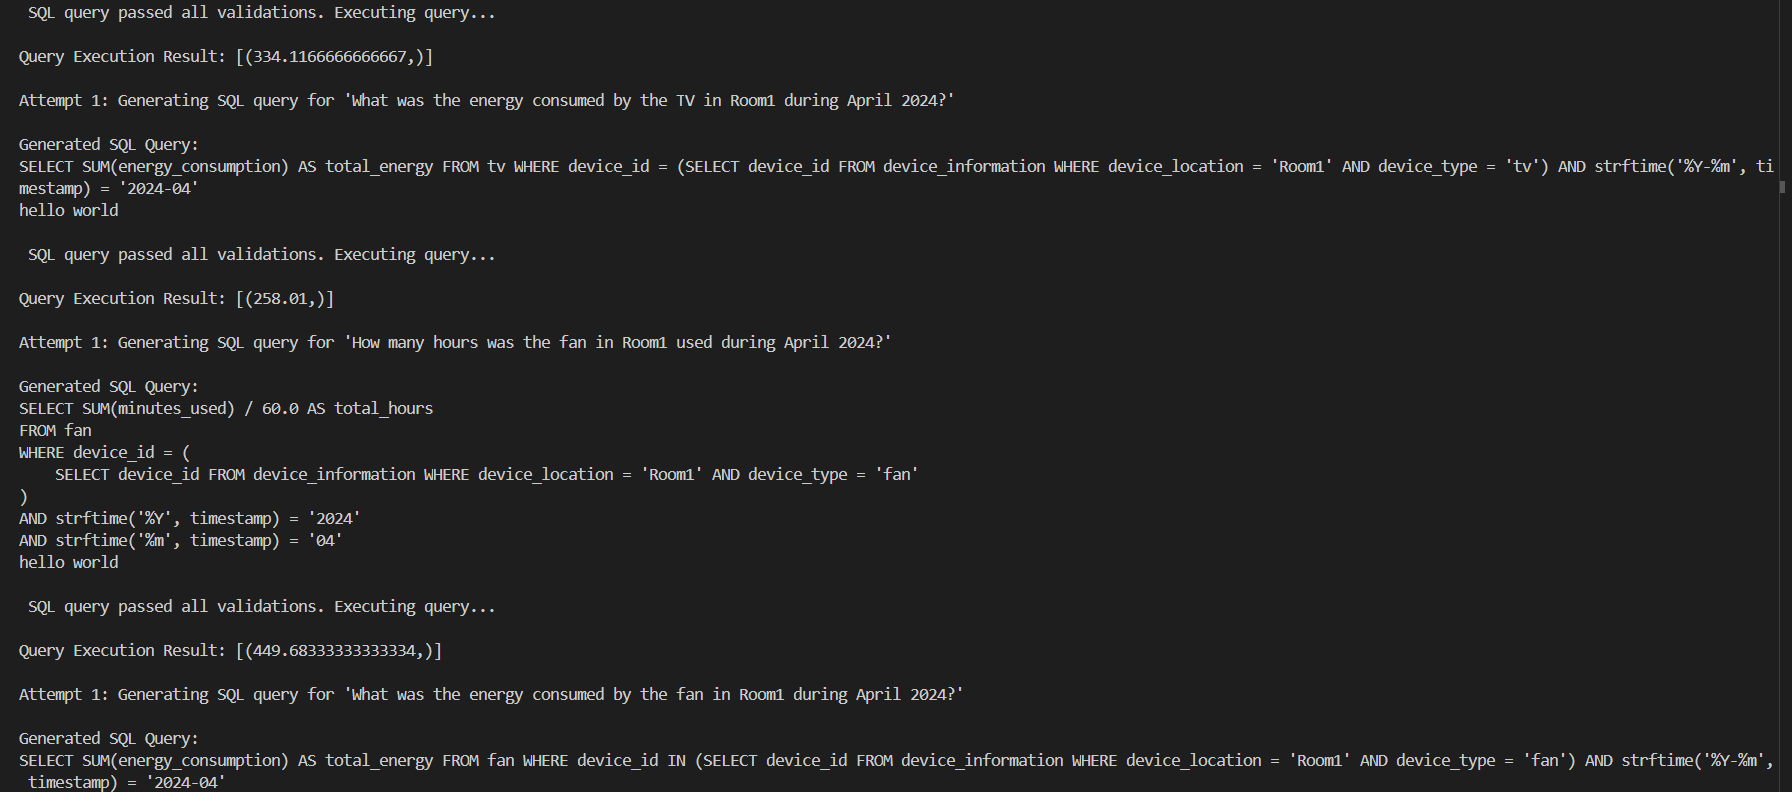 SQL query passed all validations. Executing query...
Query Execution Result: [(334.1166666666667,)]
Attempt 1: Generating SQL query for 'What was the energy consumed by the TV in Room1 during April 2024?'
Generated SQL Query:
SELECT SUM(energy_consumption) AS total_energy FROM tv WHERE device_id = (SELECT device_id FROM device_information WHERE device_location = 'Room1' AND device_type = 'tv') AND strftime('%Y-%m', ti
mestamp) = '2024-04'
hello world
SQL query passed all validations. Executing query...
Query Execution Result: [(258.01,)]
Attempt 1: Generating SQL query for 'How many hours was the fan in Room1 used during April 2024?'
Generated SQL Query:
SELECT SUM(minutes_used) / 60.0 AS total_hours
FROM fan
WHERE device_id = (
    SELECT device_id FROM device_information WHERE device_location = 'Room1' AND device_type = 'fan'
)
AND strftime('%Y', timestamp) = '2024'
AND strftime('%m', timestamp) = '04'
hello world
SQL query passed all validations. Executing query...
Query Execution Result: [(449.68333333333334,)]
Attempt 1: Generating SQL query for 'What was the energy consumed by the fan in Room1 during April 2024?'
Generated SQL Query:
SELECT SUM(energy_consumption) AS total_energy FROM fan WHERE device_id IN (SELECT device_id FROM device_information WHERE device_location = 'Room1' AND device_type = 'fan') AND strftime('%Y-%m',
timestamp) = '2024-04'